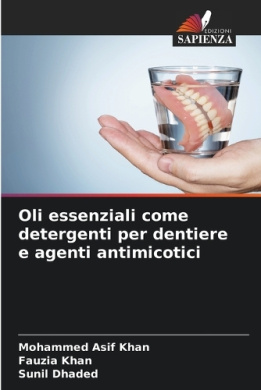 EDIZIONI
SAPIENZA
Oli essenziali come
detergenti per dentiere
e agenti antimicotici
Mohammed Asif Khan
Fauzia Khan
Sunil Dhaded